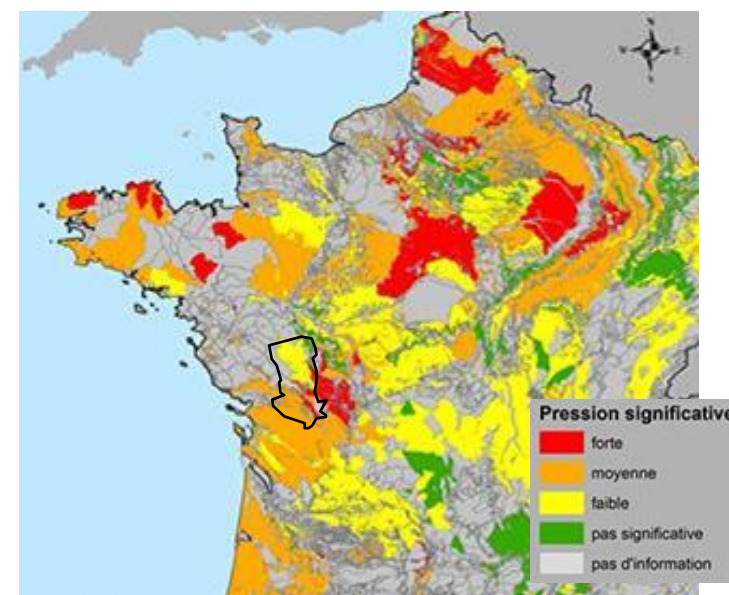 N
W E
S
Pression significative
forte
moyenne
faible
pas significative
pas d'information